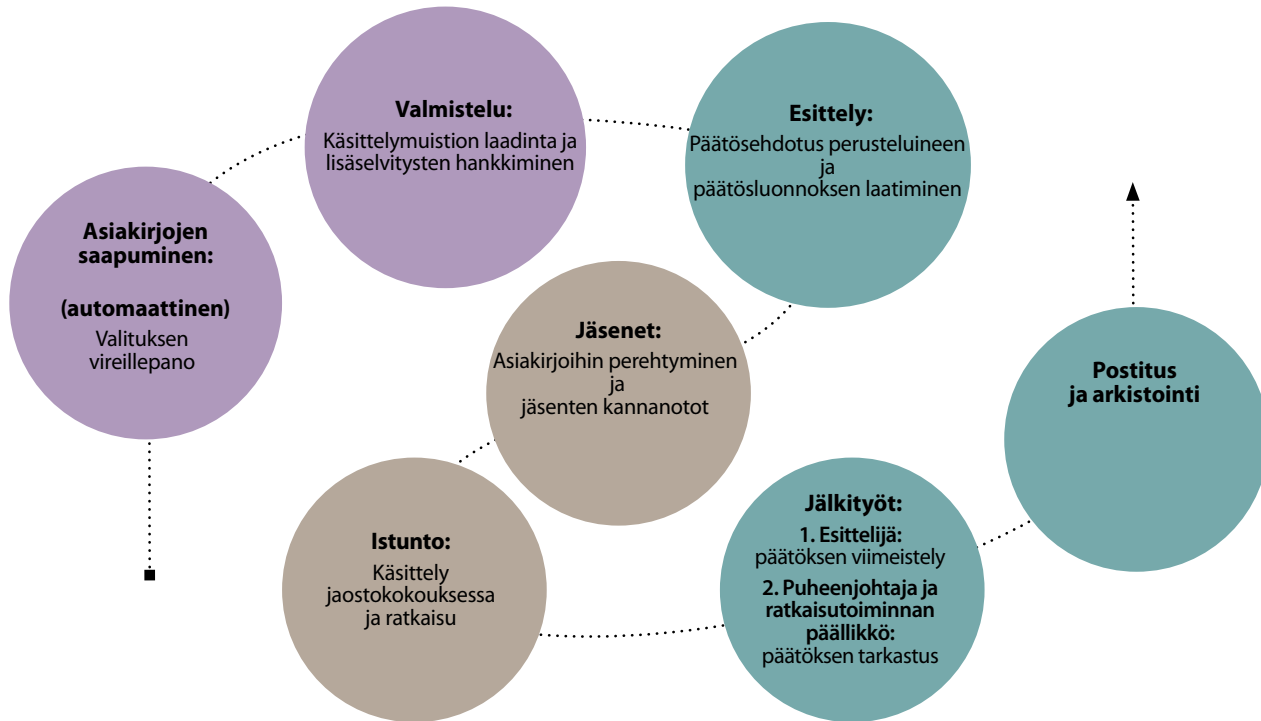 Asiakirjojen
saapuminen:
(automaattinen)
Valituksen
vireillepano
Valmistelu:
Käsittelymuistion laadinta ja
lisäselvitysten hankkiminen
Esittely:
Päätösehdotus perusteluineen
ja
päätösluonnoksen laatiminen
Jäsenet:
Asiakirjoihin perehtyminen
ja
jäsenten kannanotot
Istunto:
Käsittely
jaostokokouksessa
ja ratkaisu
Jälkityöt:
1. Esittelijä:
päätöksen viimeistely
2. Puheenjohtaja ja
ratkaisutoiminnan
päällikkö:
päätöksen tarkastus
Postitus
ja arkistointi